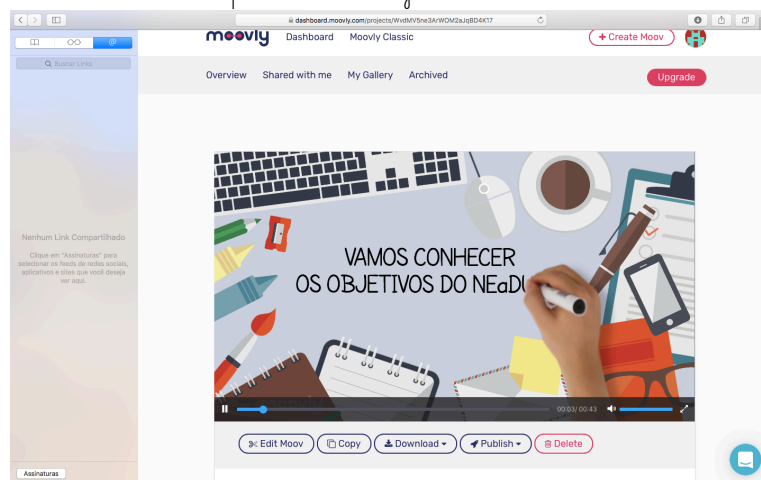 dashboard.moovly.com/projects/WvdMV5ne3ArWOM2aJqBD4K17
Buscar Links
moovly
Dashboard
Moovly Classic
+ Create Moov
Overview
Shared with me
My Gallery
Archived
Upgrade
Nenhum Link Compartilhado
Clique em "Assinaturas" para
selecionar os feeds de redes sociais,
aplicativos e sites que você deseja
ver aqui.
VAMOS CONHECER
OS OBJETIVOS DO NEaD
00:03/ 00:43
Edit Moov
Copy
Download
Publish
Delete
Assinaturas